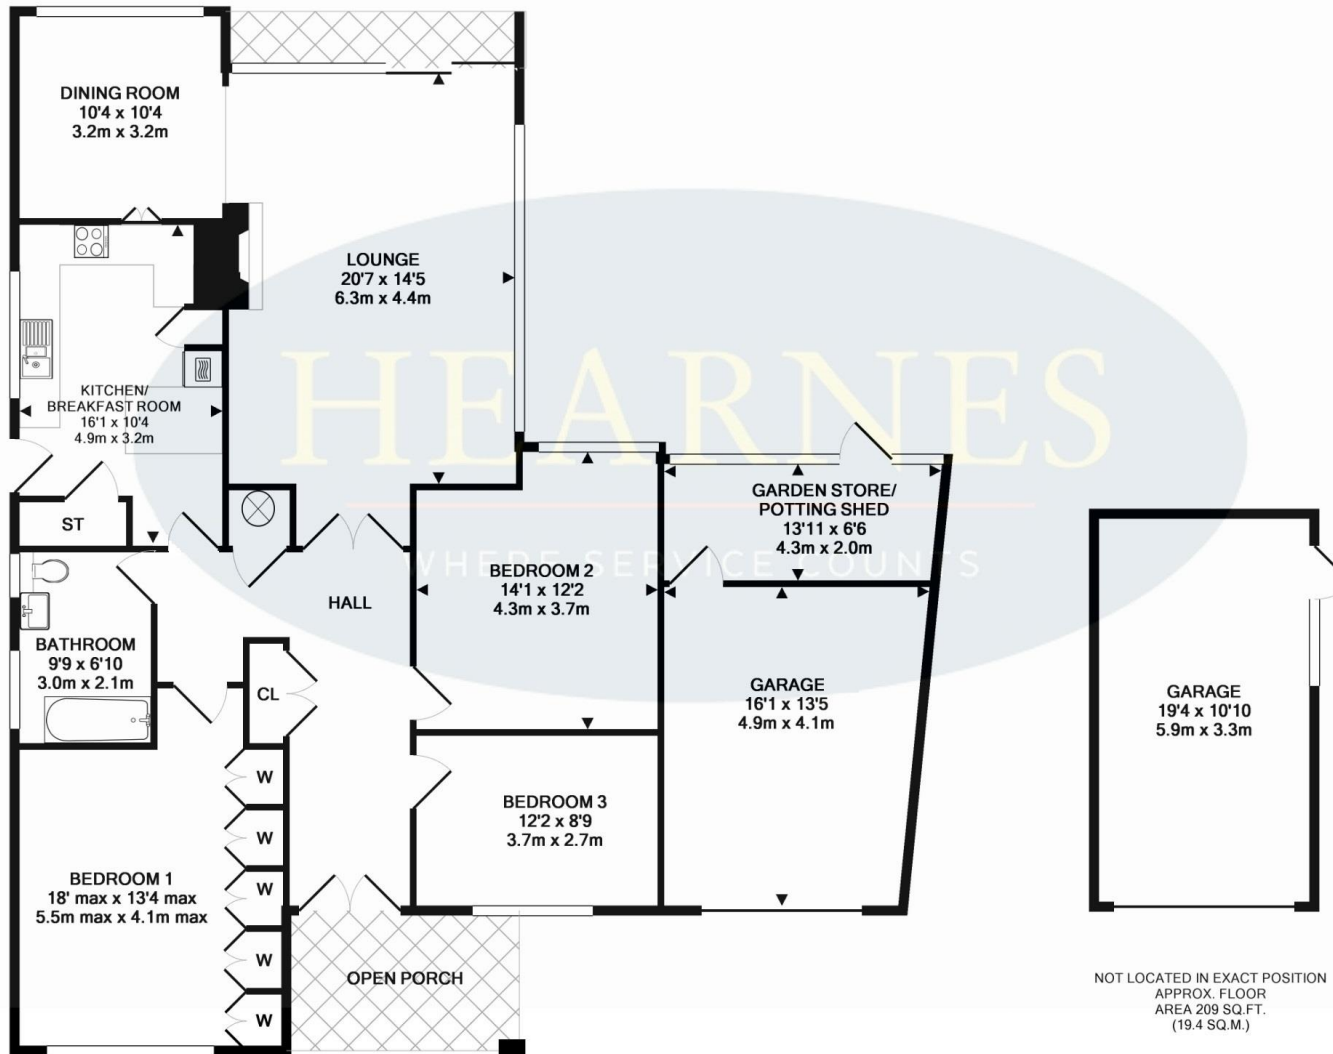 DINING ROOM
10'4 x 10'4
3.2m x 3.2m
LOUNGE
20'7 x 14'5
6.3m x 4.4m
HEARNES
WHERE SERVICE COUNTS
KITCHEN/
BREAKFAST ROOM
16'1 x 10'4
4.9m x 3.2m
ST
GARDEN STORE/
POTTING SHED
13'11 x 6'6
4.3m x 2.0m
BEDROOM 2
14'1 x 12'2
4.3m x 3.7m
HALL
BATHROOM
9'9 x 6'10
3.0m x 2.1m
CL
GARAGE
16'1 x 13'5
4.9m x 4.1m
GARAGE
19'4 x 10'10
5.9m x 3.3m
BEDROOM 3
12'2 x 8'9
3.7m x 2.7m
W
W
W
W
W
BEDROOM 1
18' max x 13'4 max
5.5m max x 4.1m max
OPEN PORCH
NOT LOCATED IN EXACT POSITION
APPROX. FLOOR
AREA 209 SQ.FT.
(19.4 SQ.M.)